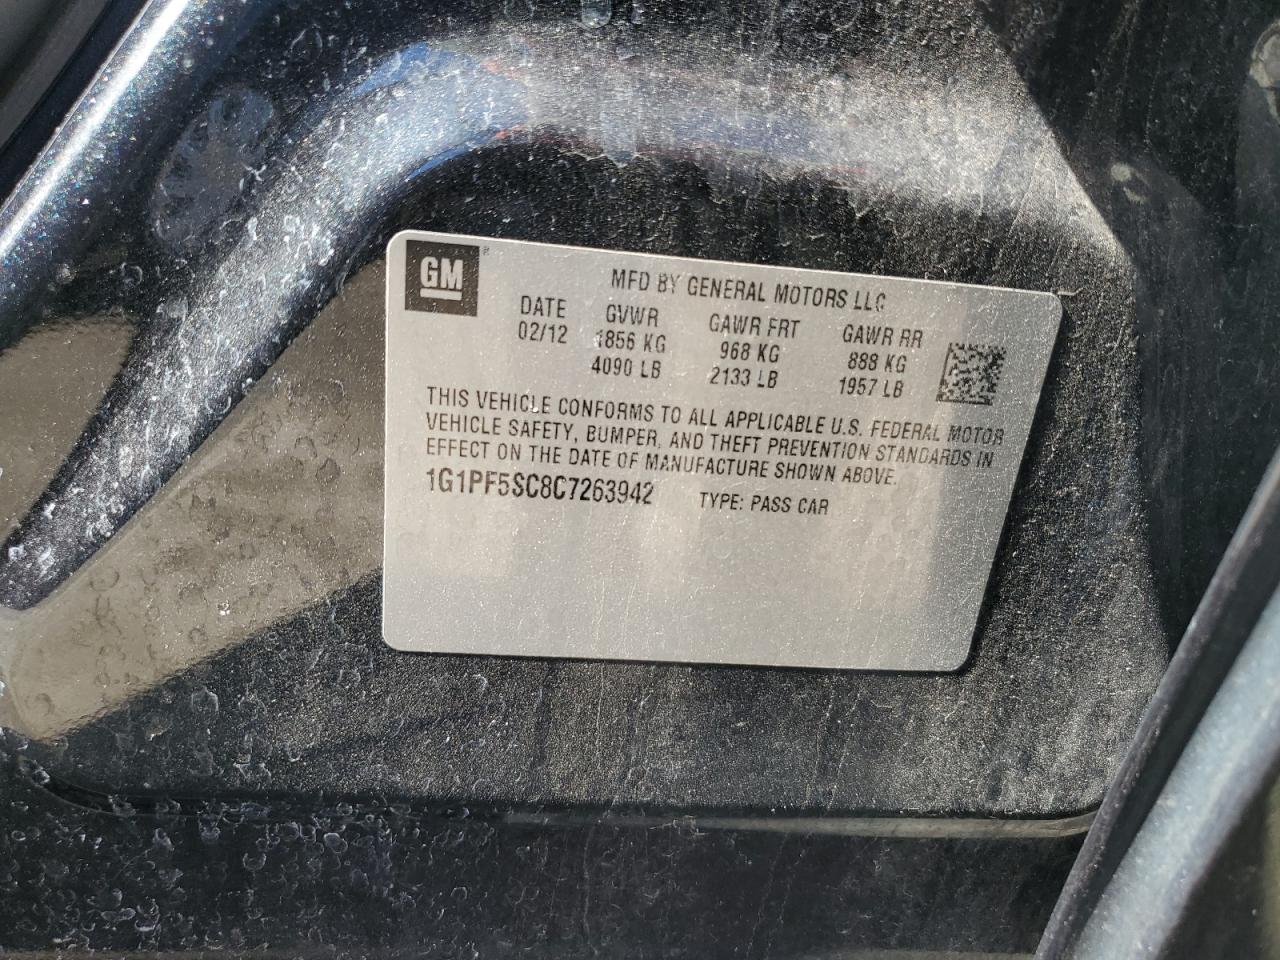 GM®
MFD BY GENERAL MOTORS LLC
DATE GVWR GAWR FRT GAWR RR
02/12 1856 KG 968 KG 888 KG
4090 LB 2133 LB 1957 LB
THIS VEHICLE CONFORMS TO ALL APPLICABLE U.S. FEDERAL MOTOR
VEHICLE SAFETY, BUMPER, AND THEFT PREVENTION STANDARDS IN
EFFECT ON THE DATE OF MANUFACTURE SHOWN ABOVE.
1G1PF5SC8C7263942 TYPE: PASS CAR